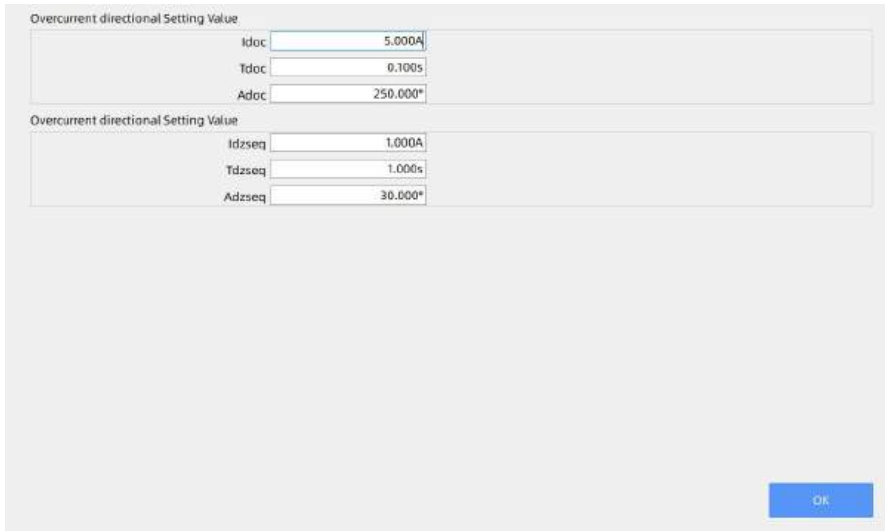 Overcurrent directional Setting Value
Idoc 5.000A
Tdoc 0.100s
Adoc 250.000°
Overcurrent directional Setting Value
Idzseq 1.000A
Tdzseq 1.000s
Adzseq 30.000°
OK